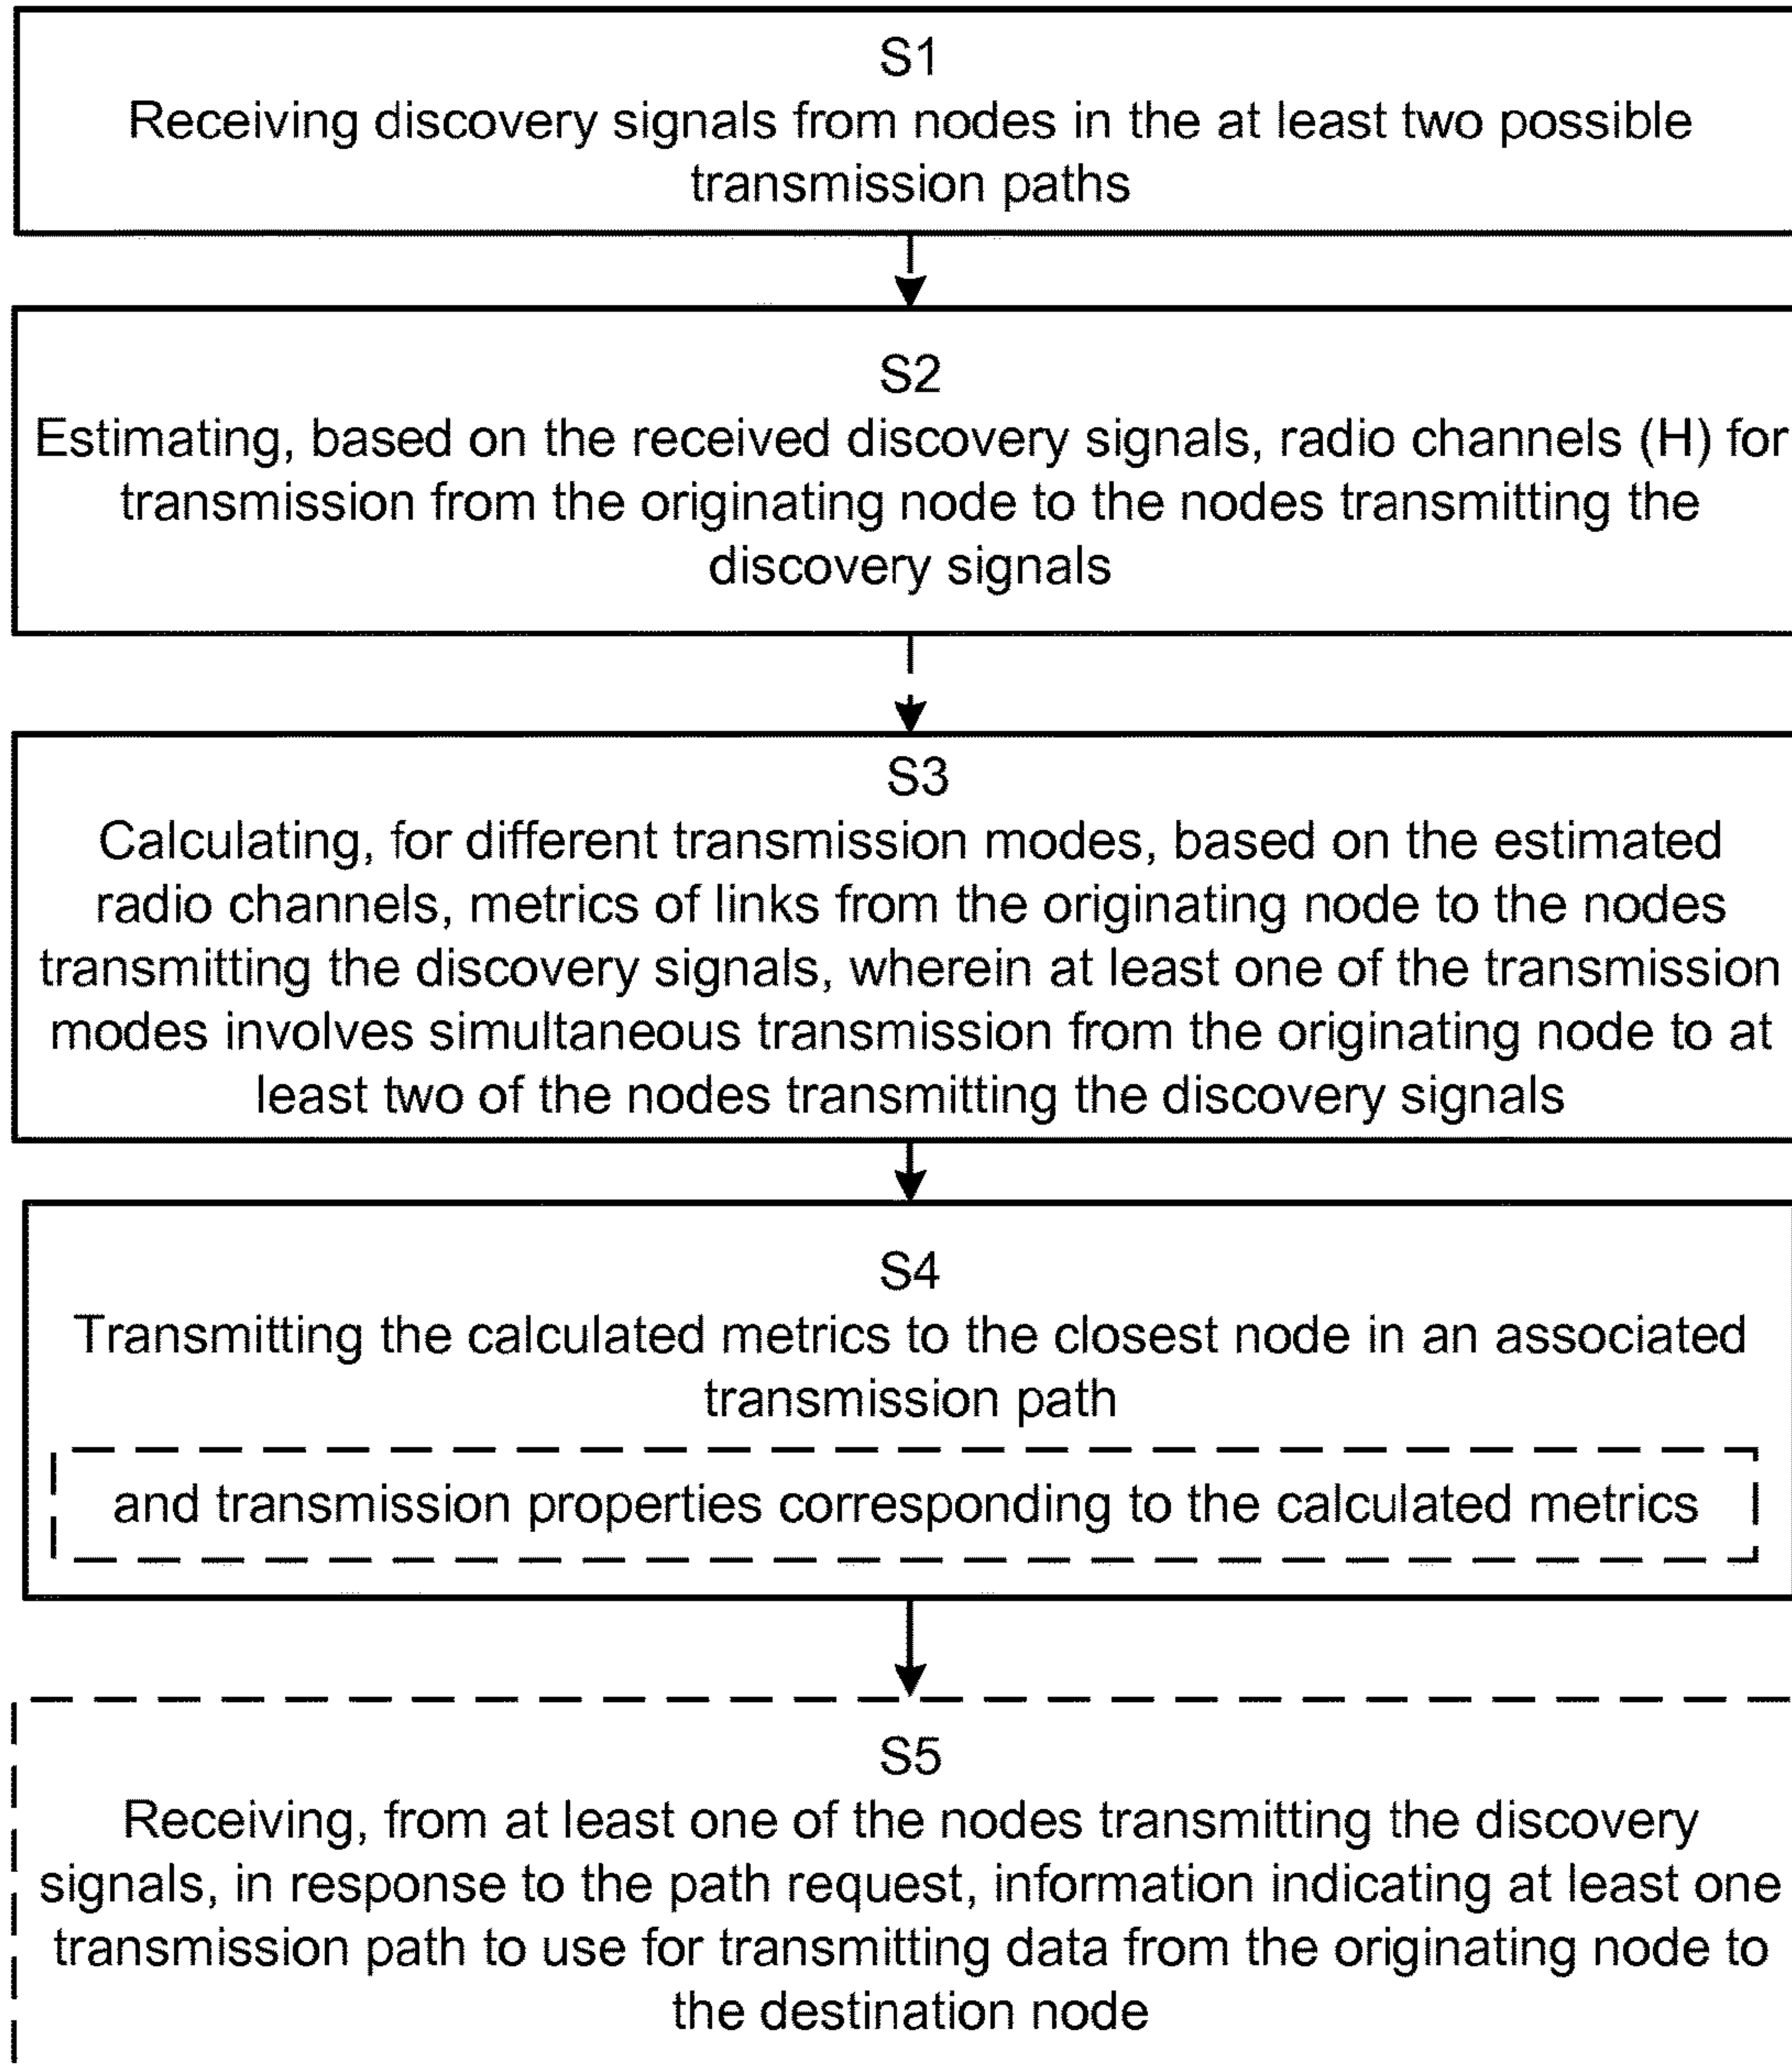 S1
Receiving discovery signals from nodes in the at least two possible
transmission paths
S2
Estimating, based on the received discovery signals, radio channels (H) for
transmission from the originating node to the nodes transmitting the
discovery signals
S3
Calculating, for different transmission modes, based on the estimated
radio channels, metrics of links from the originating node to the nodes
transmitting the discovery signals, wherein at least one of the transmission
modes involves simultaneous transmission from the originating node to at
least two of the nodes transmitting the discovery signals
S4
Transmitting the calculated metrics to the closest node in an associated
transmission path
and transmission properties corresponding to the calculated metrics
S5
Receiving, from at least one of the nodes transmitting the discovery
signals, in response to the path request, information indicating at least one
transmission path to use for transmitting data from the originating node to
the destination node